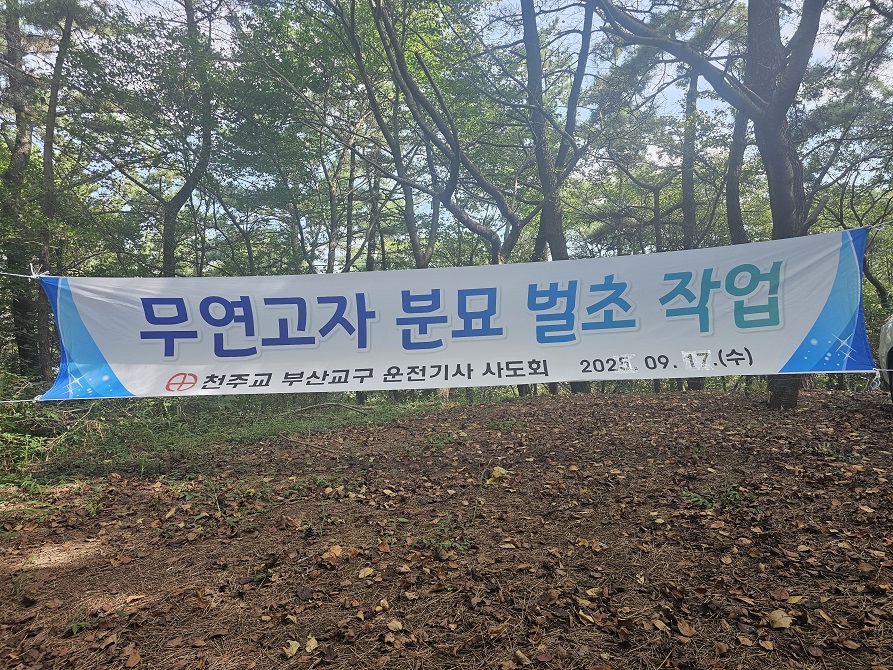 무연고자 분묘 벌초 작업
천주교 부산교구 운전기사 사도회 2025. 09. 17.(수)